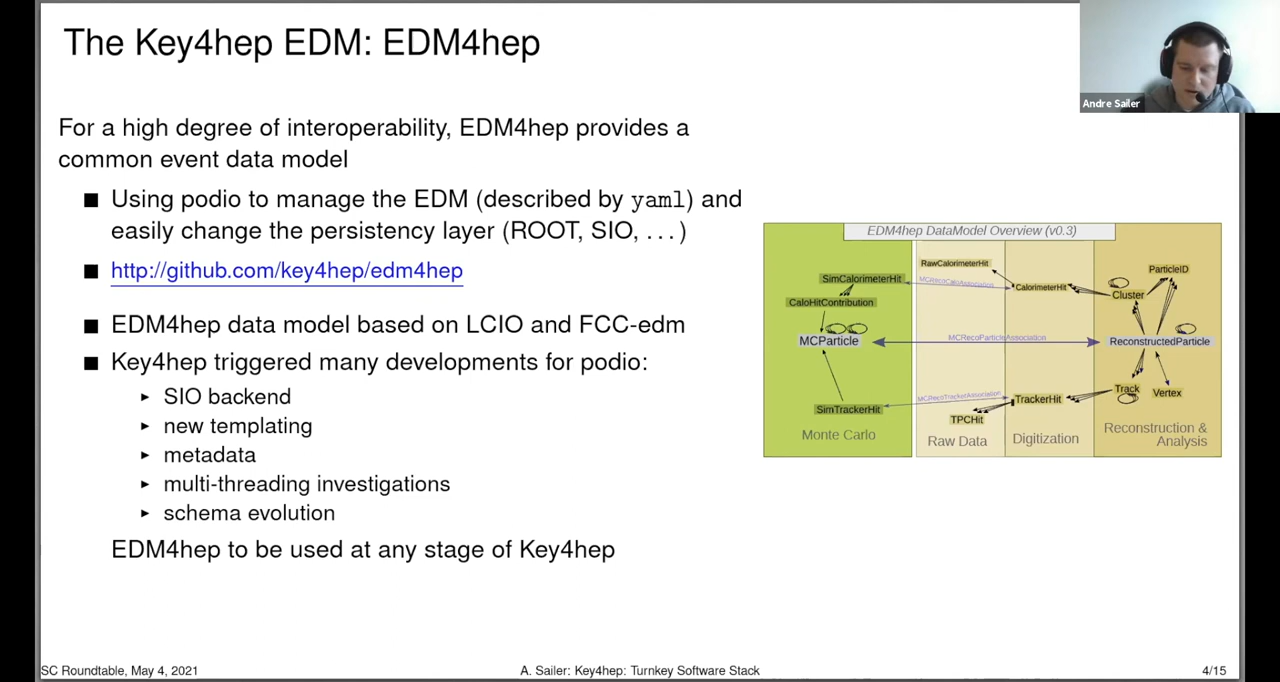 The Key4hep EDM: EDM4hep
Andre Sailer
For a high degree of interoperability, EDM4hep provides a
common event data model
■ Using podio to manage the EDM (described by yaml) and
easily change the persistency layer (ROOT, SIO, ...)
■ http://github.com/key4hep/edm4hep
■ EDM4hep data model based on LCIO and FCC-edm
■ Key4hep triggered many developments for podio:
▸ SIO backend
▸ new templating
▸ metadata
▸ multi-threading investigations
▸ schema evolution
EDM4hep to be used at any stage of Key4hep
EDM4hep DataModel Overview (v0.3)
RawCalorimeterHit
ParticleID
SimCalorimeterHit
MCRecoCaloAssociation
CalorimeterHit
Cluster
CaloHitContribution
MCParticle
MCRecoParticleAssociation
ReconstructedParticle
Track
Vertex
MCRecoTrackerAssociation
TrackerHit
SimTrackerHit
TPCHit
Monte Carlo
Raw Data
Digitization
Reconstruction &
Analysis
SC Roundtable, May 4, 2021
A. Sailer: Key4hep: Turnkey Software Stack
4/15